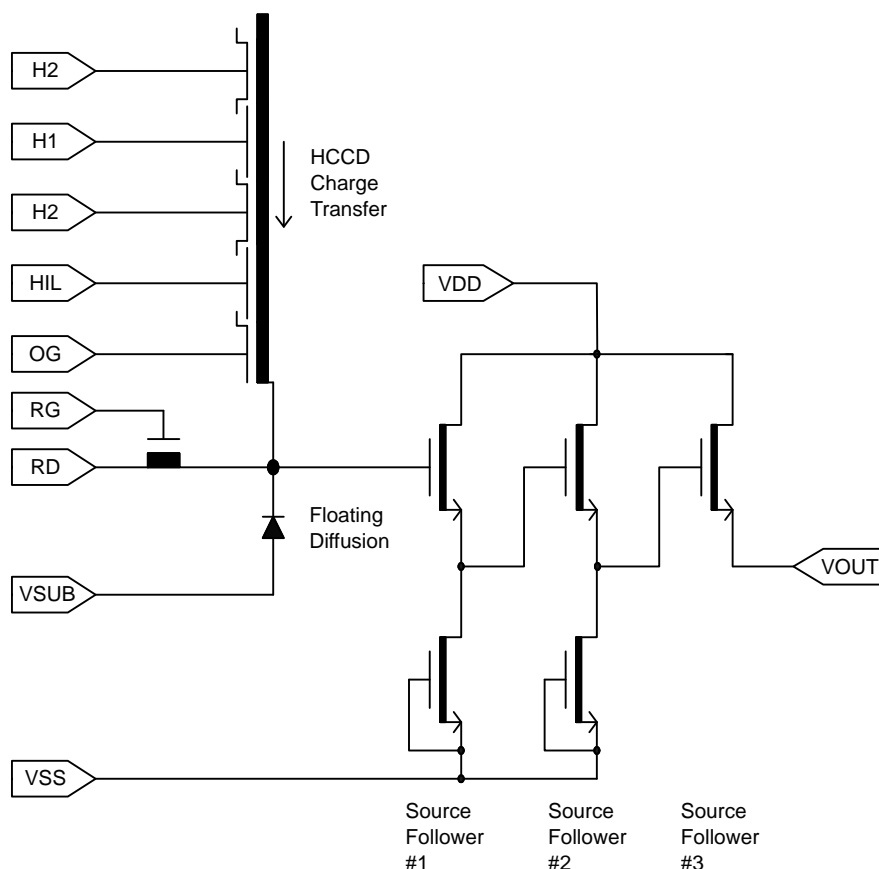 H2
H1
HCCD
Charge
Transfer
H2
HIL
VDD
OG
RG
RD
Floating
Diffusion
VOUT
VSUB
VSS
Source
Follower
#1
Source
Follower
#2
Source
Follower
#3